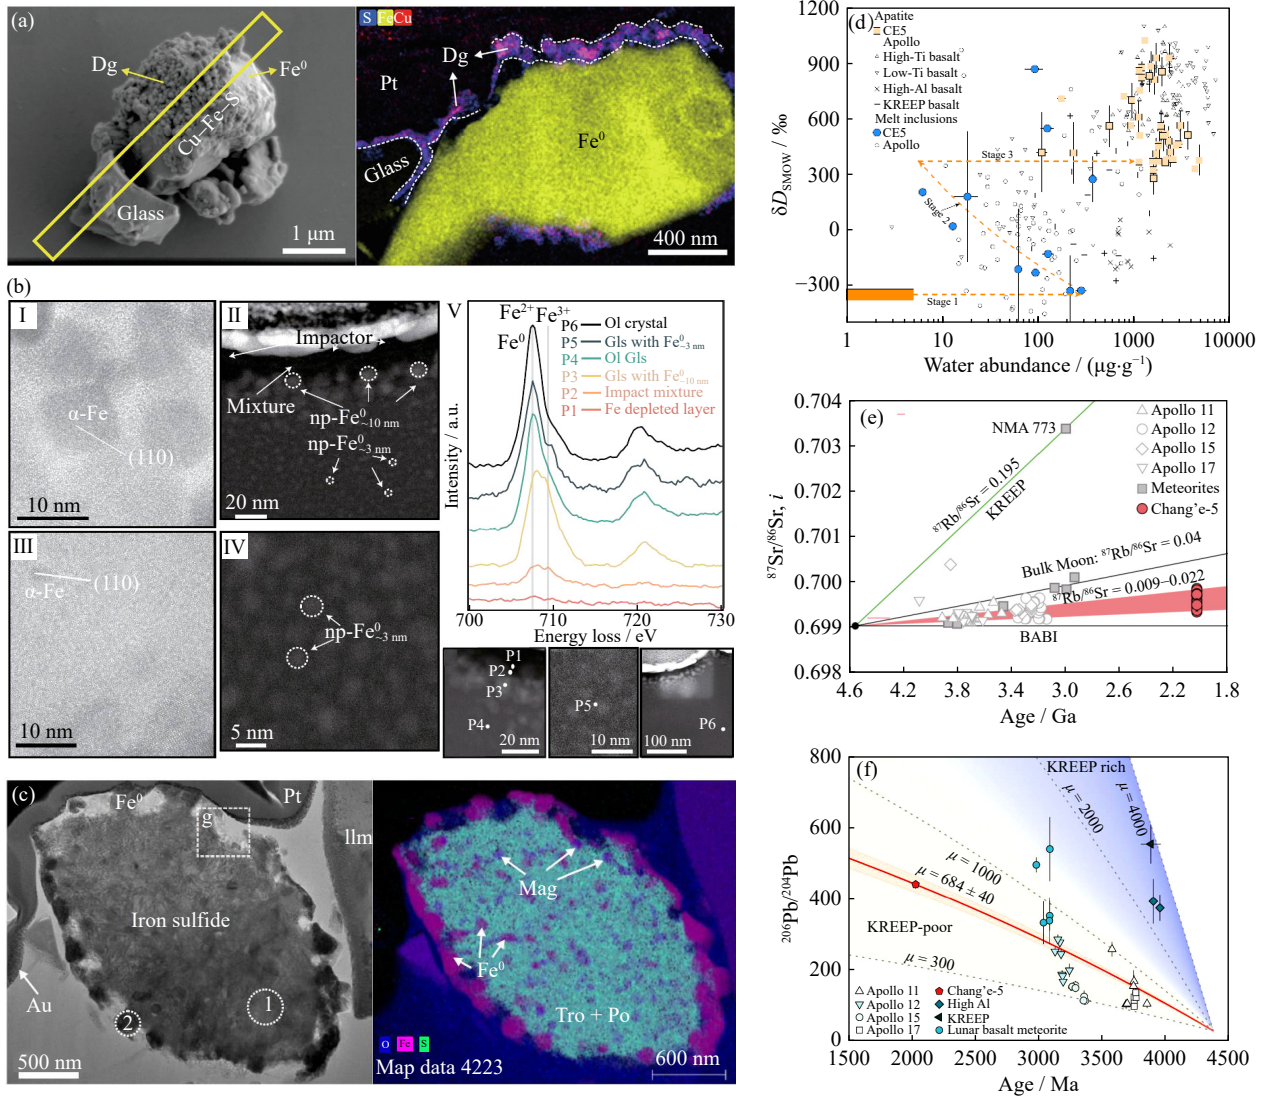 (a)
Dg
Fe⁰
Cu–Fe–S
Glass
1 μm
S Fe Cu
Dg
Pt
Fe⁰
Glass
400 nm
(b)
I
α-Fe
(110)
10 nm
II
Impactor
Mixture
np-Fe⁰~10 nm
np-Fe⁰~3 nm
20 nm
III
(110)
α-Fe
10 nm
IV
np-Fe⁰~3 nm
5 nm
V
Fe²⁺ Fe³⁺
Fe⁰
P6 Ol crystal
P5 Gls with Fe⁰~3 nm
P4 Ol Gls
P3 Gls with Fe⁰~10 nm
P2 Impact mixture
P1 Fe depleted layer
Intensity / a.u.
700 710 720 730
Energy loss / eV
P1
P2
P3
P4
20 nm
P5
10 nm
P6
100 nm
(c)
Fe⁰
Pt
g
llm
Iron sulfide
Au
1
2
500 nm
Mag
Fe⁰
Tro + Po
O Fe S
Map data 4223
600 nm
(d)
1200
900
600
300
0
−300
δD_SMOW / ‰
Apatite
CE5
Apollo
High-Ti basalt
Low-Ti basalt
High-Al basalt
KREEP basalt
Melt inclusions
CE5
Apollo
Stage 3
Stage 2
Stage 1
1 10 100 1000 10000
Water abundance / (μg·g⁻¹)
(e)
0.704
0.703
0.702
0.701
0.700
0.699
0.698
⁸⁷Sr/⁸⁶Sr, i
NMA 773
⁸⁷Rb/⁸⁶Sr = 0.195
KREEP
Apollo 11
Apollo 12
Apollo 15
Apollo 17
Meteorites
Chang’e-5
Bulk Moon: ⁸⁷Rb/⁸⁶Sr = 0.04
⁸⁷Rb/⁸⁶Sr = 0.009–0.022
BABI
4.6 4.2 3.8 3.4 3.0 2.6 2.2 1.8
Age / Ga
(f)
800
600
400
200
0
²⁰⁶Pb/²⁰⁴Pb
KREEP rich
μ = 4000
μ = 2000
μ = 1000
μ = 684 ± 40
KREEP-poor
μ = 300
Apollo 11
Apollo 12
Apollo 15
Apollo 17
Chang’e-5
High Al
KREEP
Lunar basalt meteorite
1500 2000 2500 3000 3500 4000 4500
Age / Ma